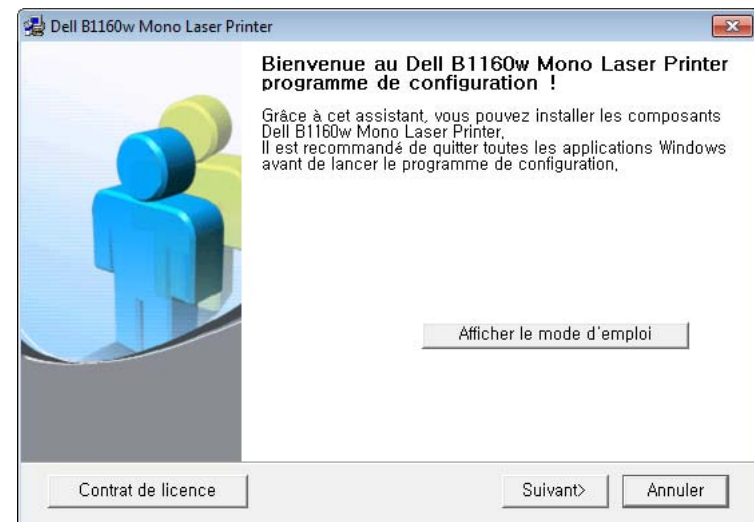 Dell B1160w Mono Laser Printer
Bienvenue au Dell B1160w Mono Laser Printer
programme de configuration !
Grâce à cet assistant, vous pouvez installer les composants
Dell B1160w Mono Laser Printer,
Il est recommandé de quitter toutes les applications Windows
avant de lancer le programme de configuration,
Afficher le mode d'emploi
Contrat de licence
Suivant>
Annuler